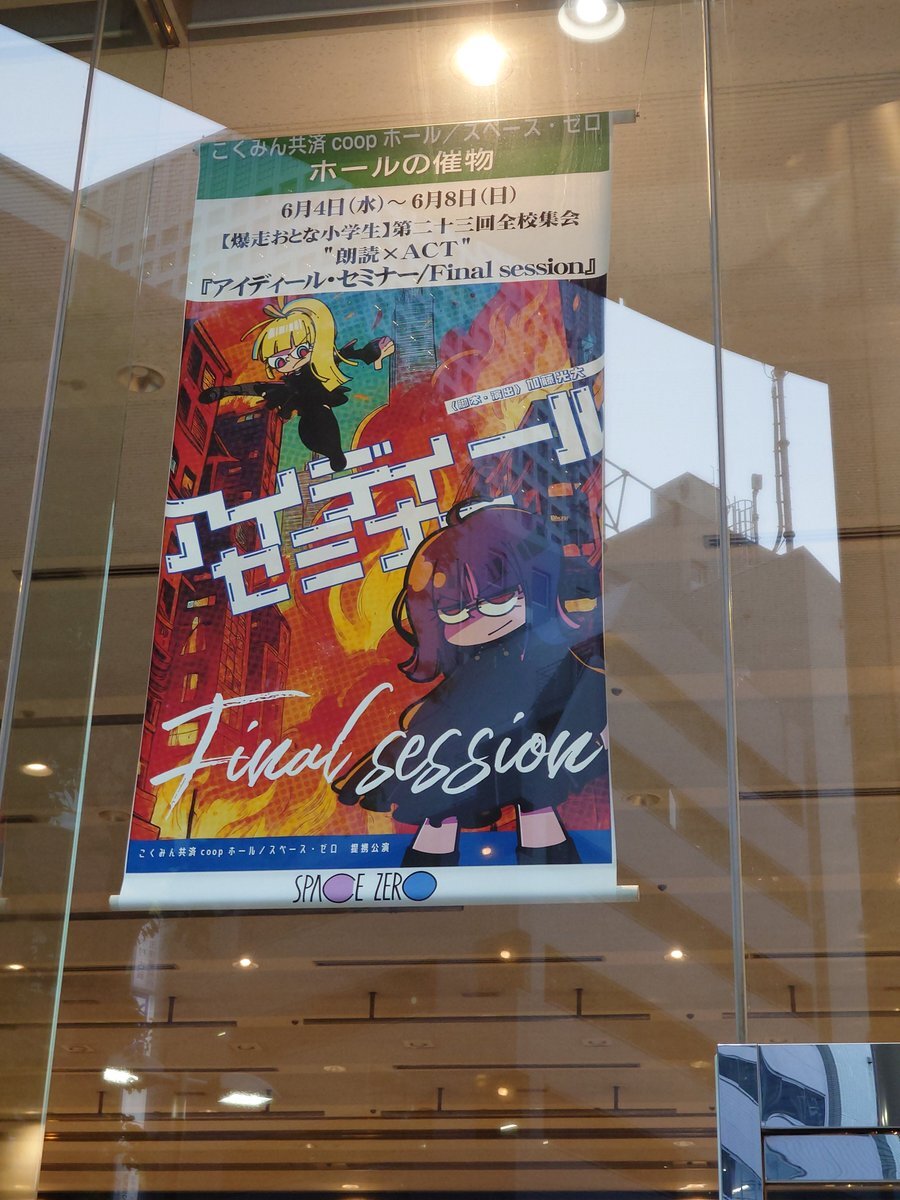 こくみん共済 coop ホール／スペース・ゼロ
ホールの催物
6月4日(水)〜6月8日(日)
【爆走おとな小学生】第二十三回全校集会
"朗読×ACT"
『アイディール・セミナー/Final session』
〈脚本・演出〉加藤光大
アイディール
セミナー
Final session
こくみん共済 coop ホール／スペース・ゼロ 提携公演
SPACE ZERO